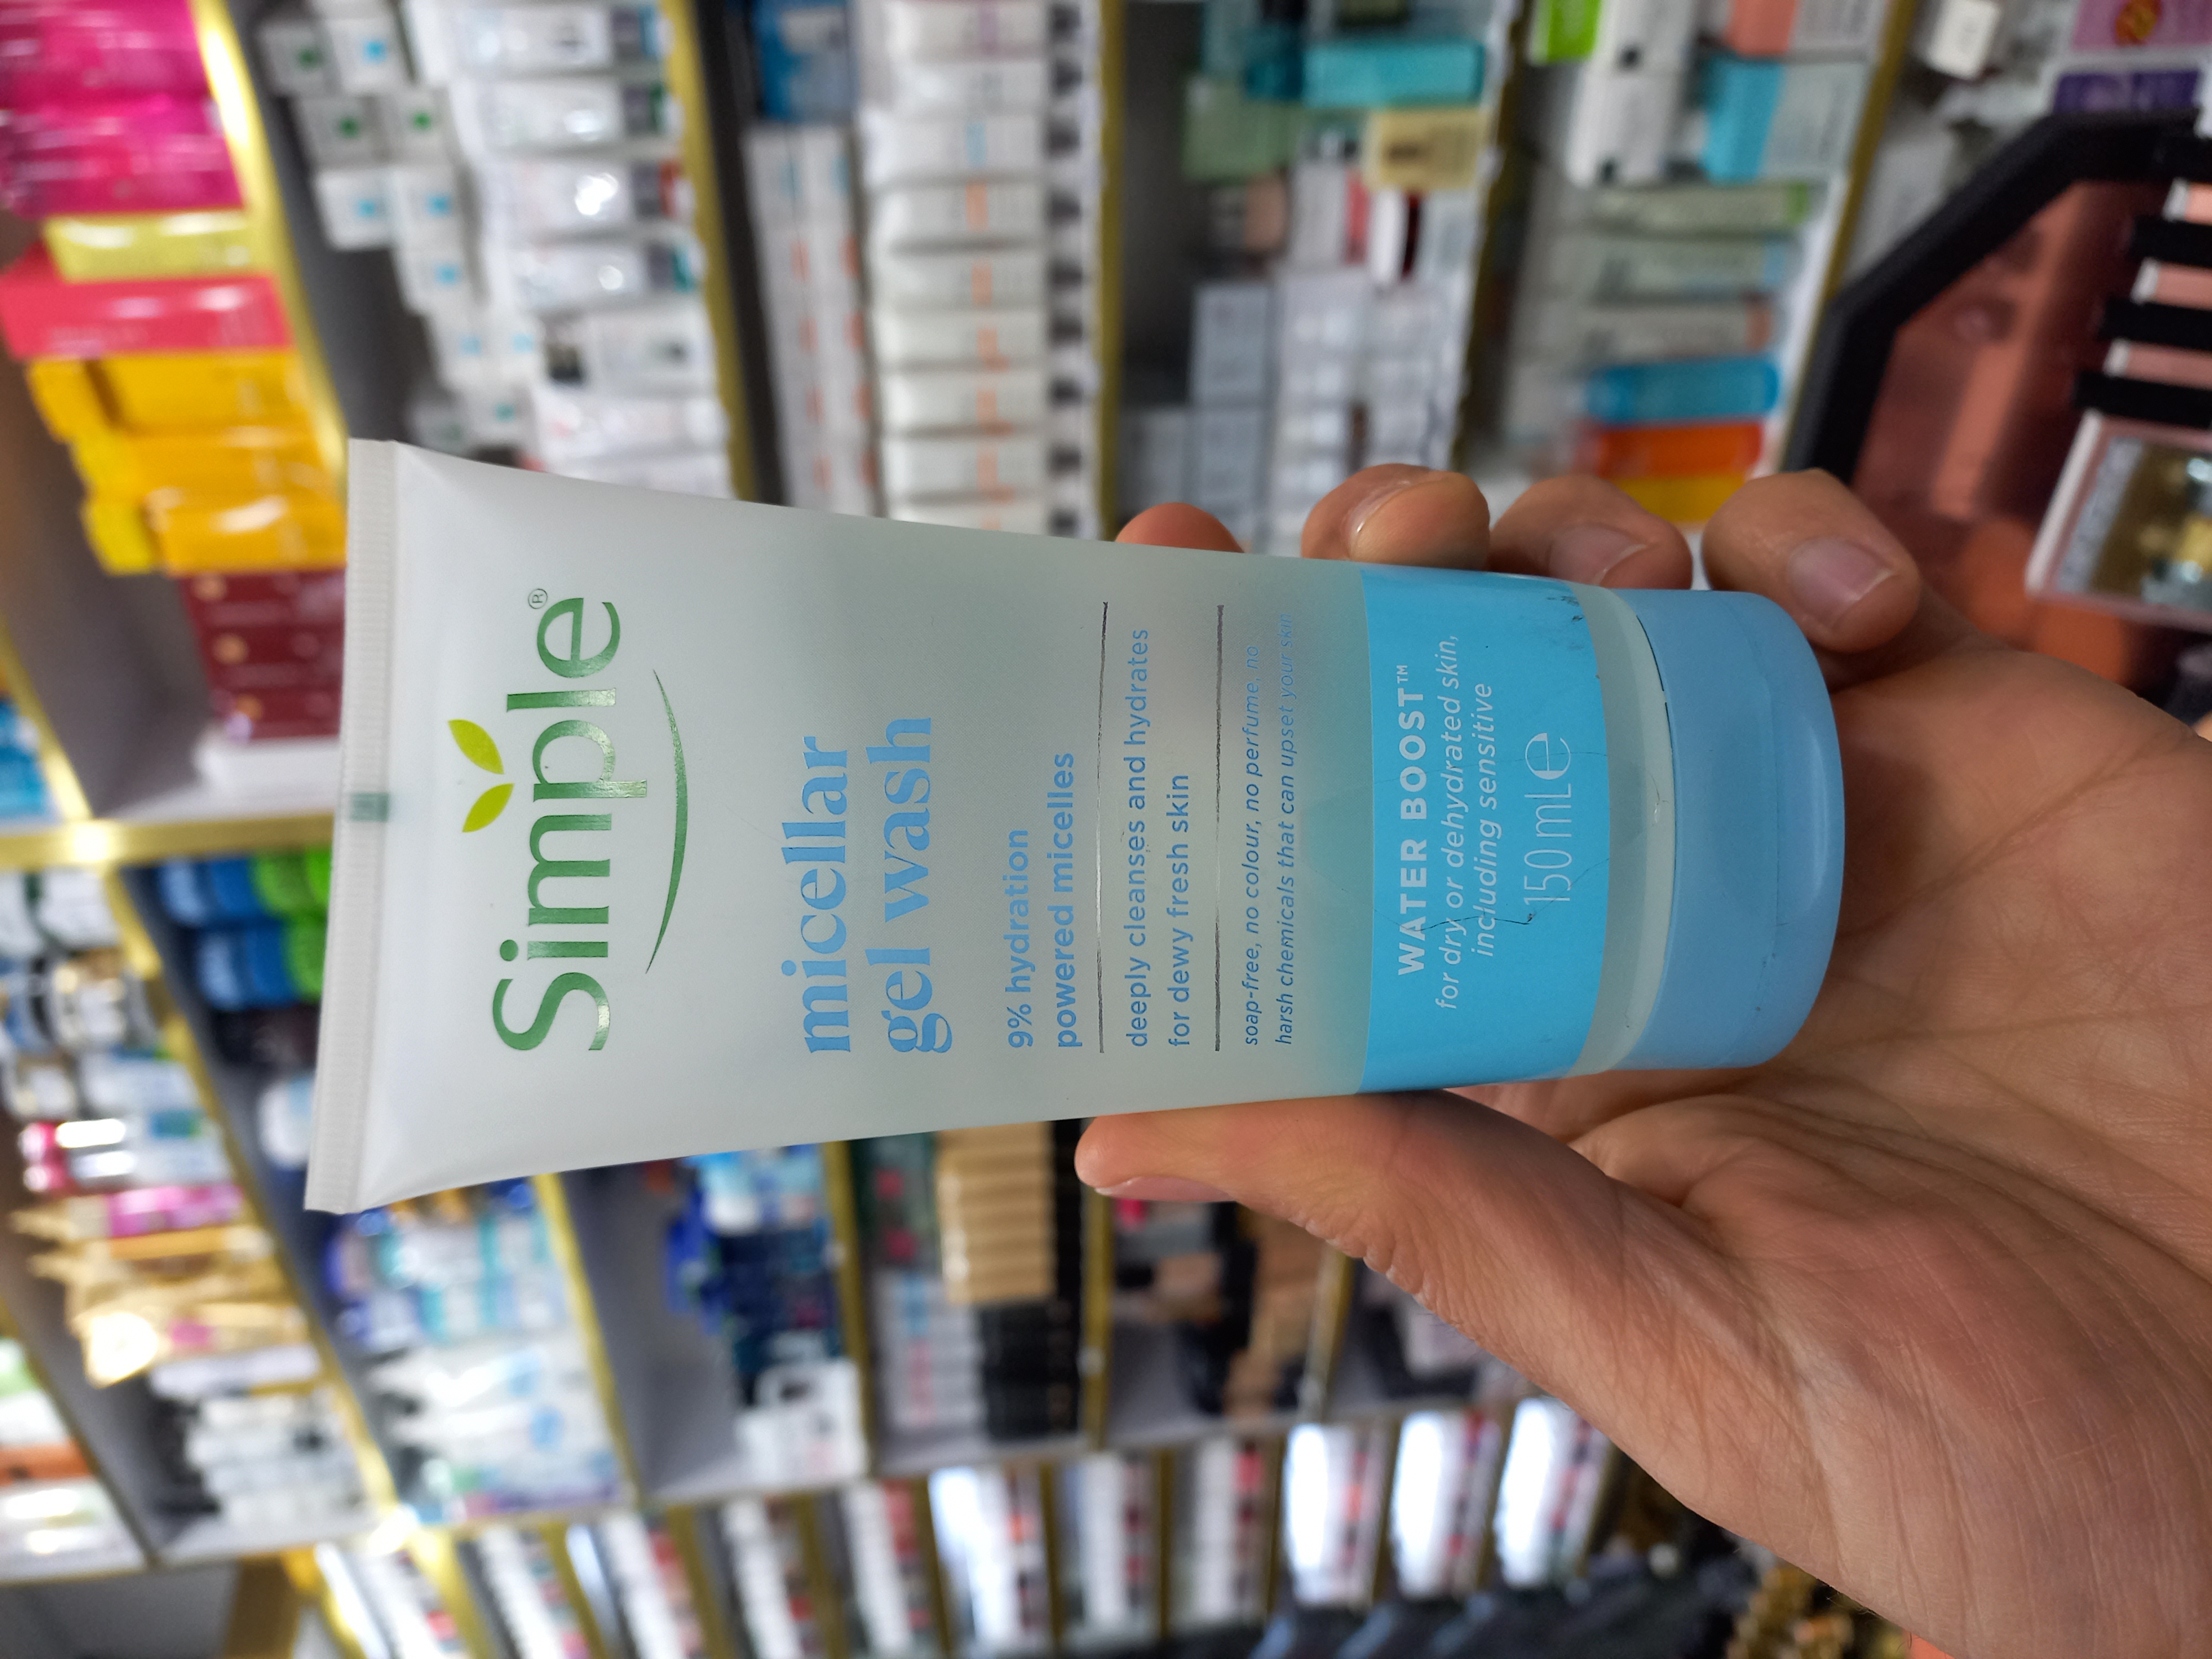 Simple®
micellar
gel wash
9% hydration
powered micelles
deeply cleanses and hydrates
for dewy fresh skin
soap-free, no colour, no perfume, no
harsh chemicals that can upset your skin
WATER BOOST™
for dry or dehydrated skin,
including sensitive
150 mL e